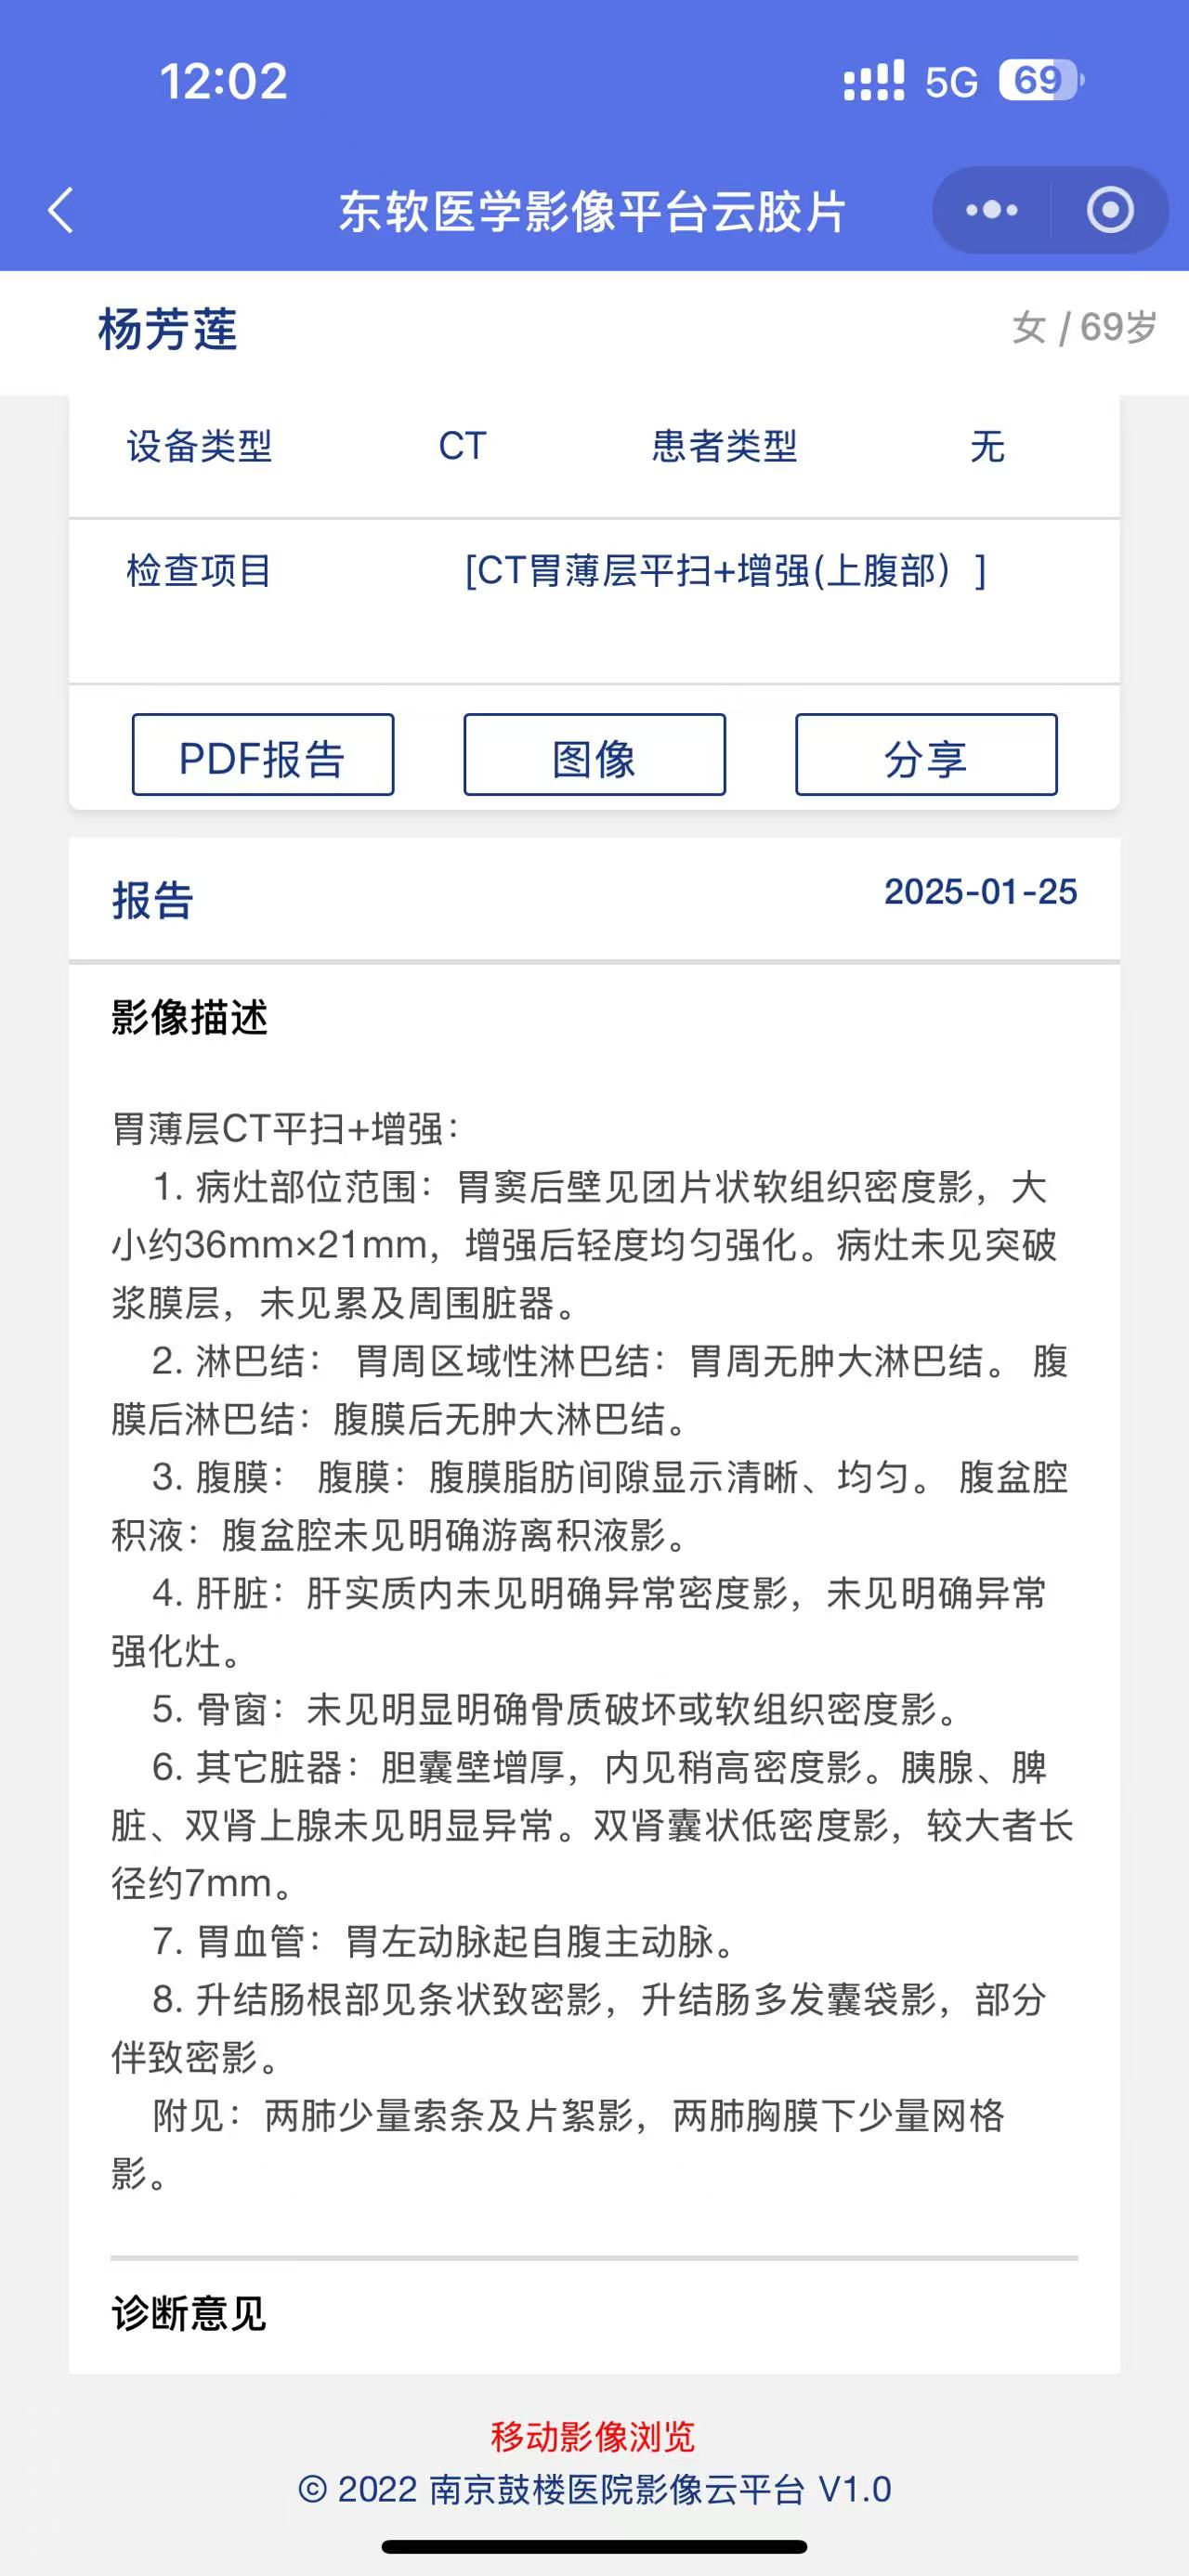 12:02
5G 69
东软医学影像平台云胶片
杨芳莲
女 / 69岁
设备类型 CT 患者类型 无
检查项目 [CT胃薄层平扫+增强(上腹部）]
PDF报告 图像 分享
报告 2025-01-25
影像描述
胃薄层CT平扫+增强：
1. 病灶部位范围：胃窦后壁见团片状软组织密度影，大
小约36mm×21mm，增强后轻度均匀强化。病灶未见突破
浆膜层，未见累及周围脏器。
2. 淋巴结： 胃周区域性淋巴结：胃周无肿大淋巴结。 腹
膜后淋巴结：腹膜后无肿大淋巴结。
3. 腹膜： 腹膜：腹膜脂肪间隙显示清晰、均匀。 腹盆腔
积液：腹盆腔未见明确游离积液影。
4. 肝脏：肝实质内未见明确异常密度影，未见明确异常
强化灶。
5. 骨窗：未见明显明确骨质破坏或软组织密度影。
6. 其它脏器：胆囊壁增厚，内见稍高密度影。胰腺、脾
脏、双肾上腺未见明显异常。双肾囊状低密度影，较大者长
径约7mm。
7. 胃血管：胃左动脉起自腹主动脉。
8. 升结肠根部见条状致密影，升结肠多发囊袋影，部分
伴致密影。
附见：两肺少量索条及片絮影，两肺胸膜下少量网格
影。
诊断意见
移动影像浏览
© 2022 南京鼓楼医院影像云平台 V1.0